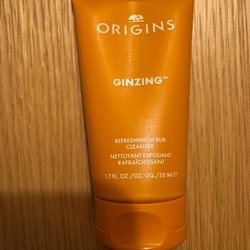 ORIGINS
GINZING™
REFRESHING SCRUB
CLEANSER
NETTOYANT EXFOLIANT
RAFRAÎCHISSANT
1.7 FL. OZ./OZ. LIQ./50 ML ℮